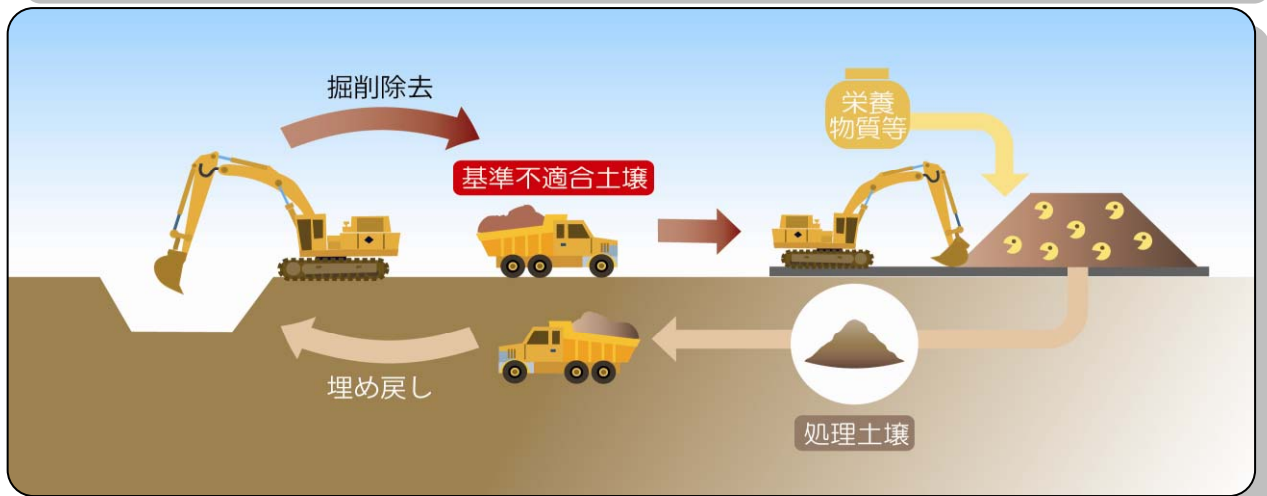 掘削除去
基準不適合土壌
栄養
物質等
埋め戻し
処理土壌